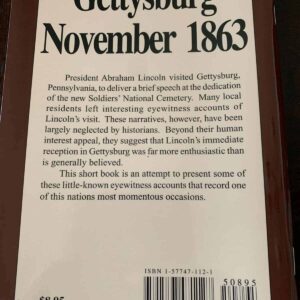 Gettysburg
November 1863
President Abraham Lincoln visited Gettysburg,
Pennsylvania, to deliver a brief speech at the dedication
of the new Soldiers' National Cemetery. Many local
residents left interesting eyewitness accounts of
Lincoln's visit. These narratives, however, have been
largely neglected by historians. Beyond their human
interest appeal, they suggest that Lincoln's immediate
reception in Gettysburg was far more enthusiastic than
is generally believed.
This short book is an attempt to present some of
these little-known eyewitness accounts that record one
of this nations most momentous occasions.
ISBN 1-57747-112-1
50895
$8.95